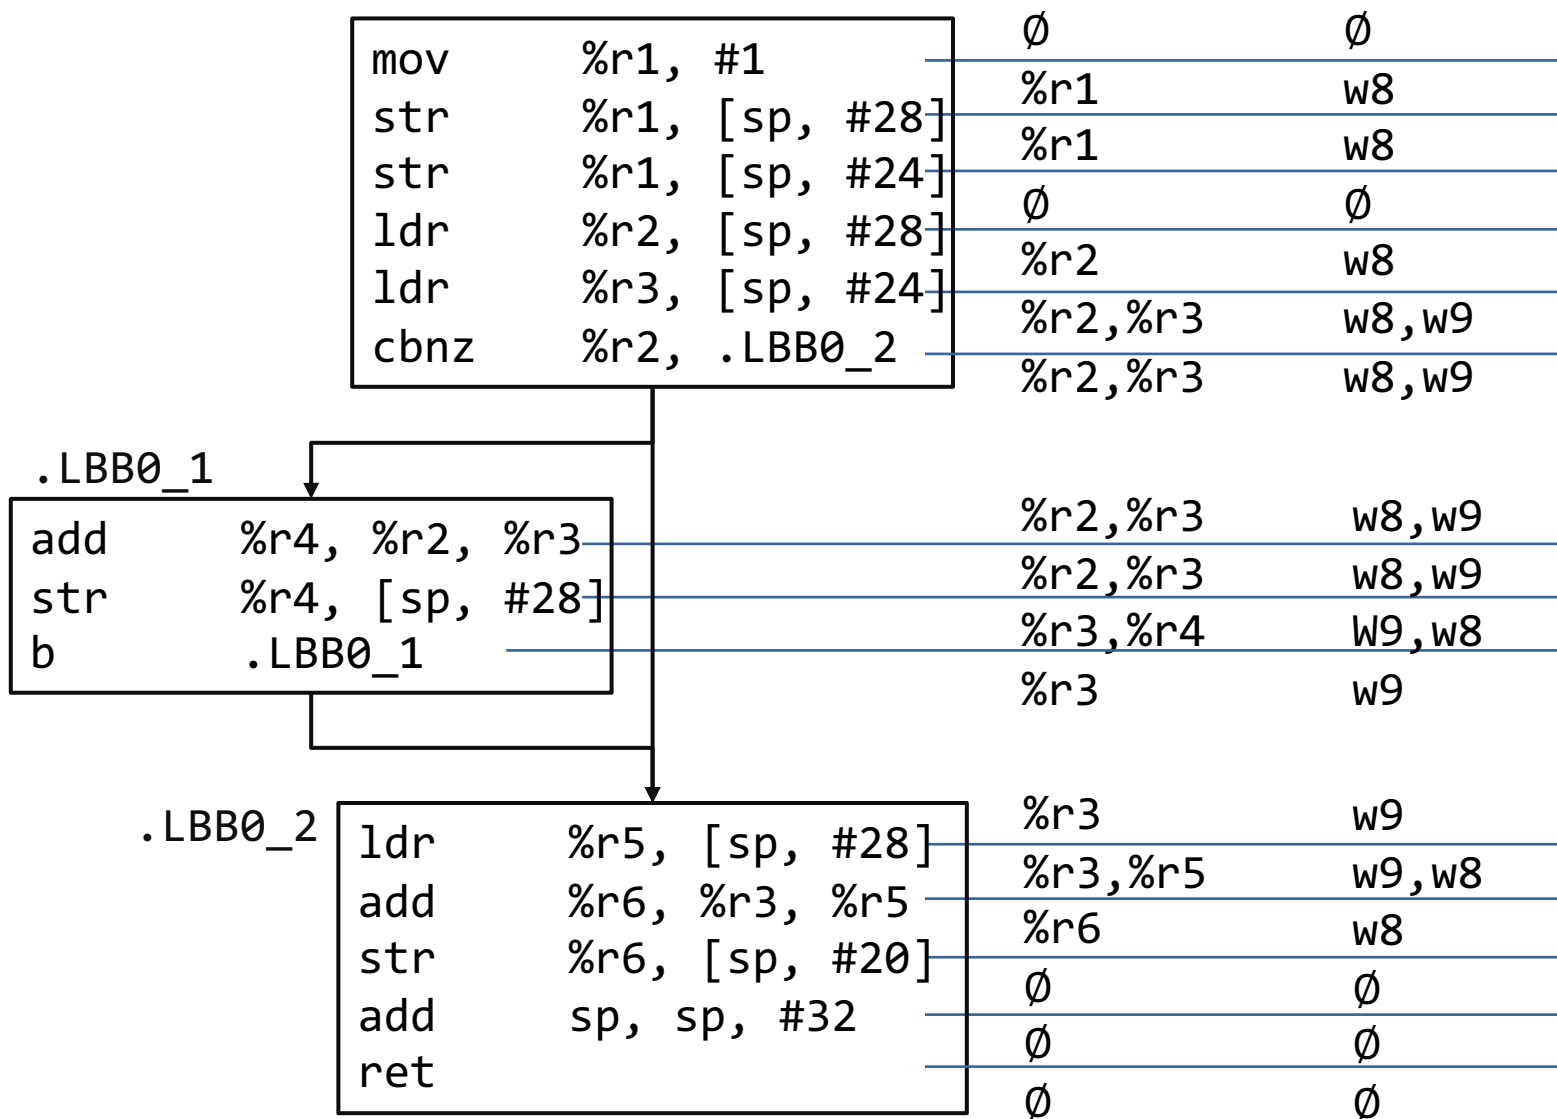 Ø Ø
mov %r1, #1
%r1 w8
str %r1, [sp, #28]
%r1 w8
str %r1, [sp, #24]
Ø Ø
ldr %r2, [sp, #28]
%r2 w8
ldr %r3, [sp, #24]
%r2,%r3 w8,w9
cbnz %r2, .LBB0_2
%r2,%r3 w8,w9
.LBB0_1
%r2,%r3 w8,w9
add %r4, %r2, %r3
%r2,%r3 w8,w9
str %r4, [sp, #28]
%r3,%r4 W9,w8
b .LBB0_1
%r3 w9
.LBB0_2
%r3 w9
ldr %r5, [sp, #28]
%r3,%r5 w9,w8
add %r6, %r3, %r5
%r6 w8
str %r6, [sp, #20]
Ø Ø
add sp, sp, #32
Ø Ø
ret
Ø Ø